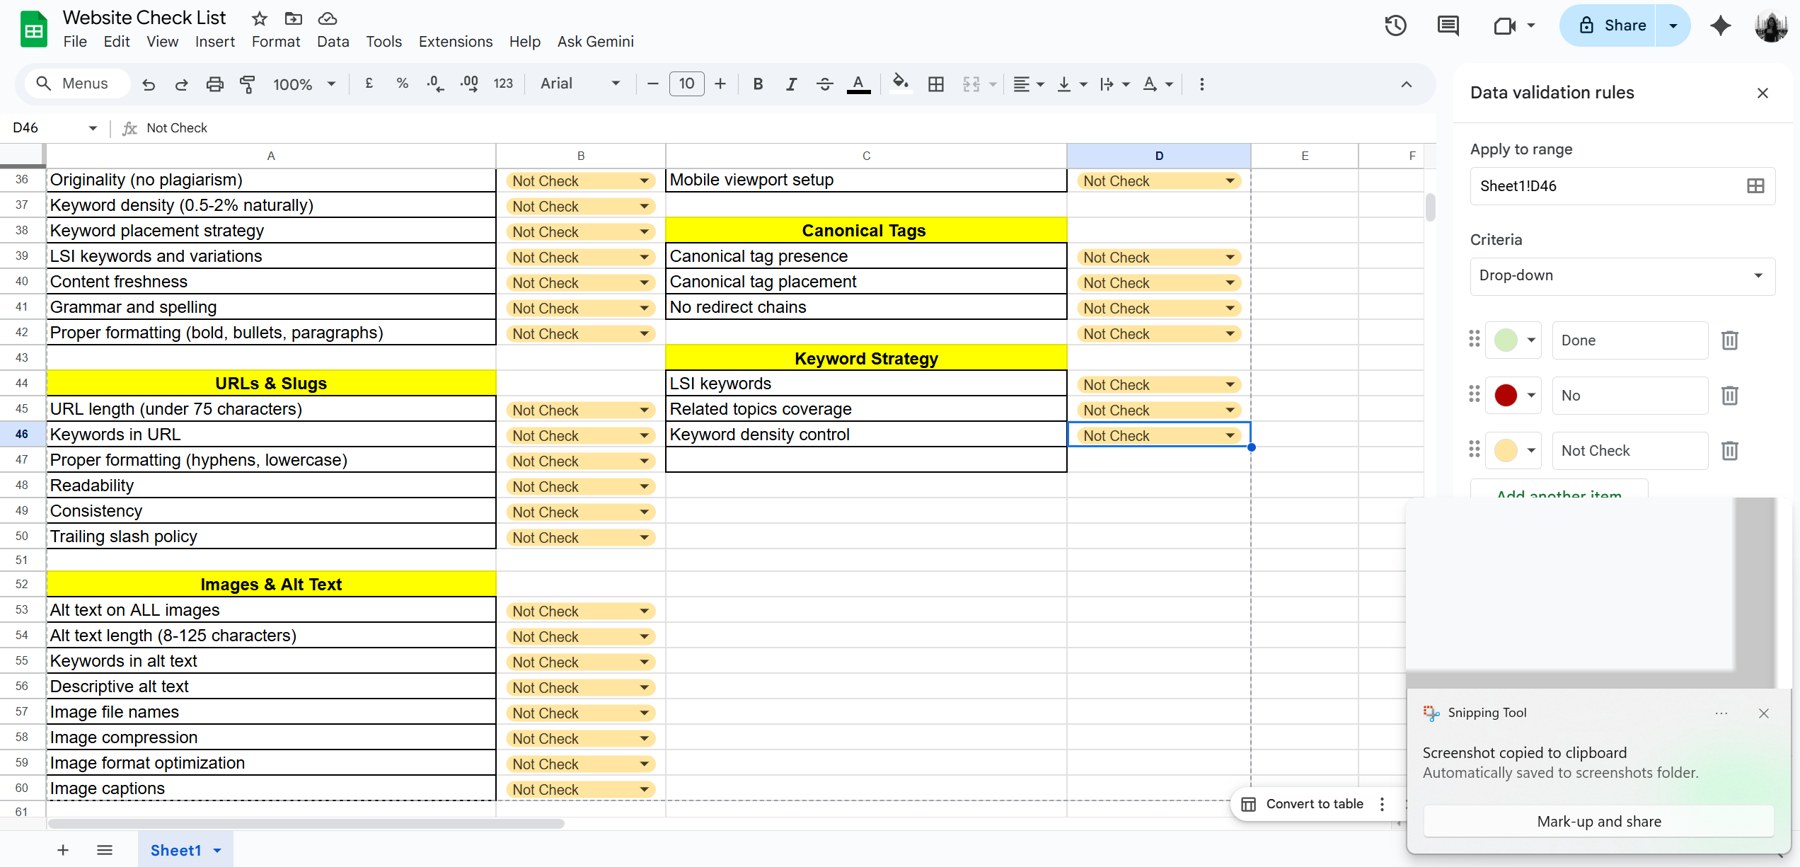 Website Check List
File Edit View Insert Format Data Tools Extensions Help Ask Gemini
Share
Menus 100% £ % .0 .00 123 Arial 10 B I A
D46 fx Not Check
A B C D E F
36 Originality (no plagiarism) Not Check Mobile viewport setup Not Check
37 Keyword density (0.5-2% naturally) Not Check
38 Keyword placement strategy Not Check Canonical Tags
39 LSI keywords and variations Not Check Canonical tag presence Not Check
40 Content freshness Not Check Canonical tag placement Not Check
41 Grammar and spelling Not Check No redirect chains Not Check
42 Proper formatting (bold, bullets, paragraphs) Not Check Not Check
43 Keyword Strategy
44 URLs & Slugs LSI keywords Not Check
45 URL length (under 75 characters) Not Check Related topics coverage Not Check
46 Keywords in URL Not Check Keyword density control Not Check
47 Proper formatting (hyphens, lowercase) Not Check
48 Readability Not Check
49 Consistency Not Check
50 Trailing slash policy Not Check
51
52 Images & Alt Text
53 Alt text on ALL images Not Check
54 Alt text length (8-125 characters) Not Check
55 Keywords in alt text Not Check
56 Descriptive alt text Not Check
57 Image file names Not Check
58 Image compression Not Check
59 Image format optimization Not Check
60 Image captions Not Check
61
Convert to table
Sheet1
Data validation rules
Apply to range
Sheet1!D46
Criteria
Drop-down
Done
No
Not Check
Add another item
Snipping Tool
Screenshot copied to clipboard
Automatically saved to screenshots folder.
Mark-up and share